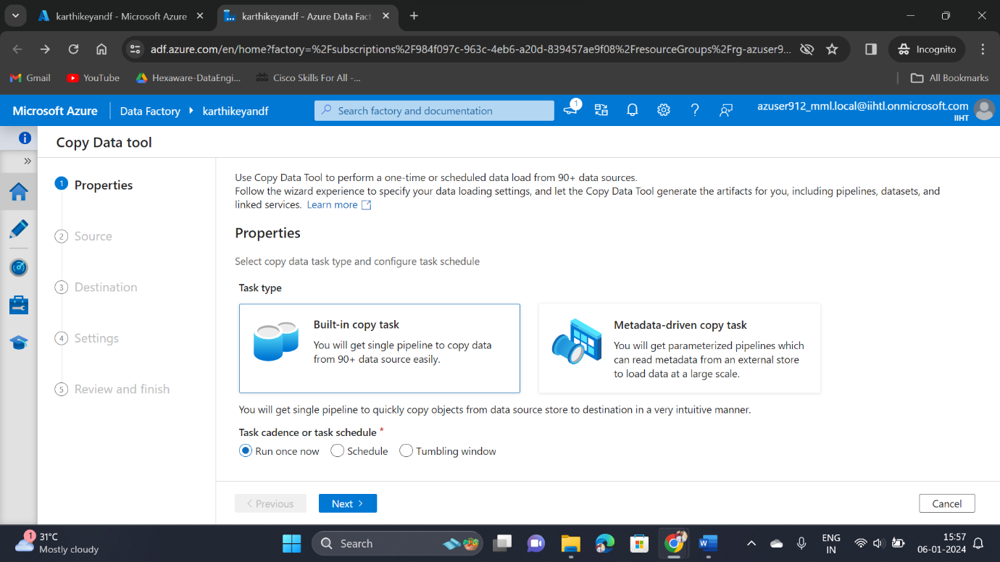 karthikeyandf - Microsoft Azure
karthikeyandf - Azure Data Fact
adf.azure.com/en/home?factory=%2Fsubscriptions%2F984f097c-963c-4eb6-a20d-839457ae9f08%2FresourceGroups%2Frg-azuser9...
Incognito
Gmail
YouTube
Hexaware-DataEngi...
Cisco Skills For All -...
All Bookmarks
Microsoft Azure
Data Factory
karthikeyandf
Search factory and documentation
1
azuser912_mml.local@iihtl.onmicrosoft.com
IIHT
Copy Data tool
1 Properties
2 Source
3 Destination
4 Settings
5 Review and finish
Use Copy Data Tool to perform a one-time or scheduled data load from 90+ data sources.
Follow the wizard experience to specify your data loading settings, and let the Copy Data Tool generate the artifacts for you, including pipelines, datasets, and
linked services. Learn more
Properties
Select copy data task type and configure task schedule
Task type
Built-in copy task
You will get single pipeline to copy data
from 90+ data source easily.
Metadata-driven copy task
You will get parameterized pipelines which
can read metadata from an external store
to load data at a large scale.
You will get single pipeline to quickly copy objects from data source store to destination in a very intuitive manner.
Task cadence or task schedule *
Run once now
Schedule
Tumbling window
< Previous
Next >
Cancel
1
31°C
Mostly cloudy
Search
ENG
IN
15:57
06-01-2024